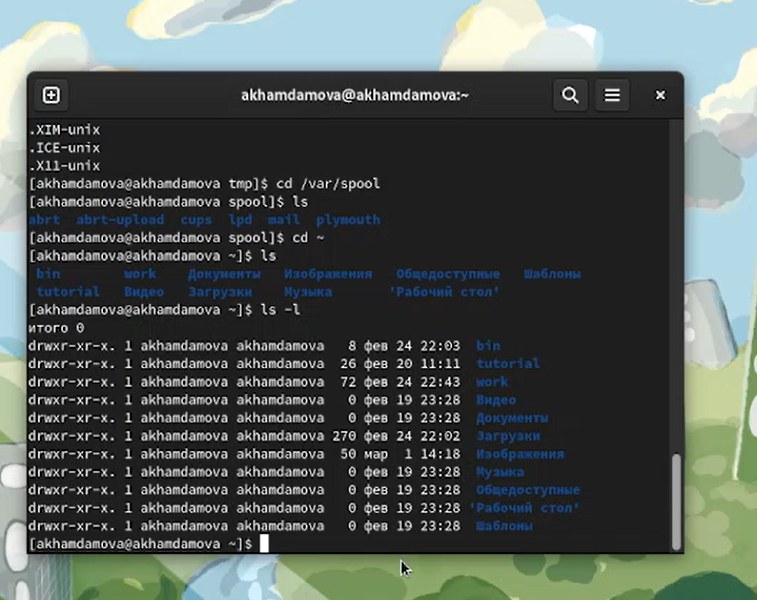 akhamdamova@akhamdamova:~
.XIM-unix
.ICE-unix
.X11-unix
[akhamdamova@akhamdamova tmp]$ cd /var/spool
[akhamdamova@akhamdamova spool]$ ls
abrt  abrt-upload  cups  lpd  mail  plymouth
[akhamdamova@akhamdamova spool]$ cd ~
[akhamdamova@akhamdamova ~]$ ls
bin  work  Документы  Изображения  Общедоступные  Шаблоны
tutorial  Видео  Загрузки  Музыка  'Рабочий стол'
[akhamdamova@akhamdamova ~]$ ls -l
итого 0
drwxr-xr-x. 1 akhamdamova akhamdamova   8 фев 24 22:03  bin
drwxr-xr-x. 1 akhamdamova akhamdamova  26 фев 20 11:11  tutorial
drwxr-xr-x. 1 akhamdamova akhamdamova  72 фев 24 22:43  work
drwxr-xr-x. 1 akhamdamova akhamdamova   0 фев 19 23:28  Видео
drwxr-xr-x. 1 akhamdamova akhamdamova   0 фев 19 23:28  Документы
drwxr-xr-x. 1 akhamdamova akhamdamova 270 фев 24 22:02  Загрузки
drwxr-xr-x. 1 akhamdamova akhamdamova  50 мар  1 14:18  Изображения
drwxr-xr-x. 1 akhamdamova akhamdamova   0 фев 19 23:28  Музыка
drwxr-xr-x. 1 akhamdamova akhamdamova   0 фев 19 23:28  Общедоступные
drwxr-xr-x. 1 akhamdamova akhamdamova   0 фев 19 23:28 'Рабочий стол'
drwxr-xr-x. 1 akhamdamova akhamdamova   0 фев 19 23:28  Шаблоны
[akhamdamova@akhamdamova ~]$